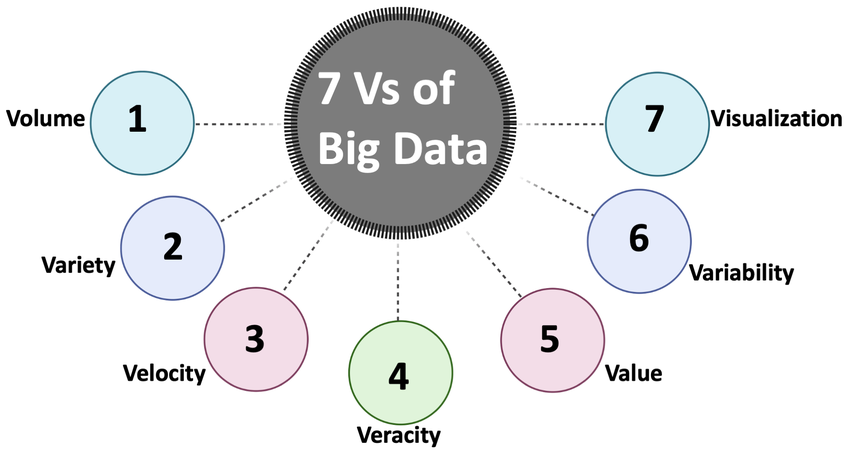 7 Vs of
Big Data
1
Volume
2
Variety
3
Velocity
4
Veracity
5
Value
6
Variability
7
Visualization